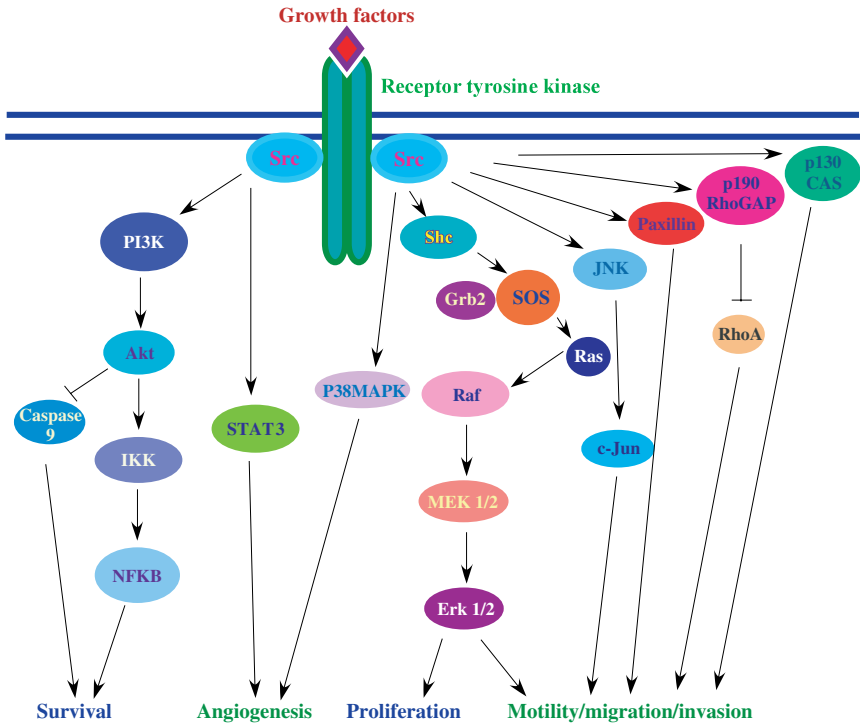 Growth factors
Receptor tyrosine kinase
Src
Src
p130
CAS
p190
RhoGAP
Paxillin
PI3K
Shc
JNK
Grb2
SOS
RhoA
Akt
Ras
P38MAPK
Raf
Caspase
9
STAT3
c-Jun
IKK
MEK 1/2
NFKB
Erk 1/2
Survival
Angiogenesis
Proliferation
Motility/migration/invasion